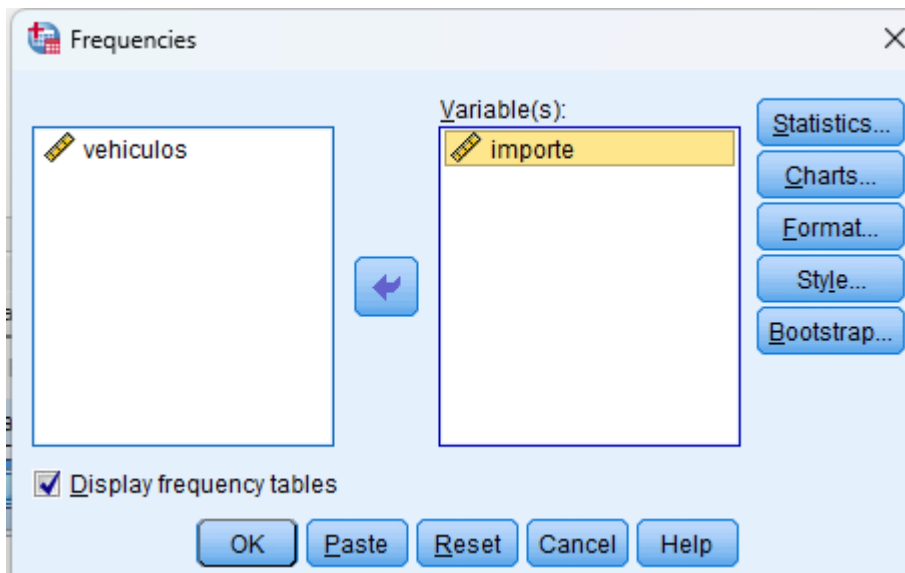 Frequencies
Variable(s):
vehiculos
importe
Statistics...
Charts...
Format...
Style...
Bootstrap...
Display frequency tables
OK Paste Reset Cancel Help